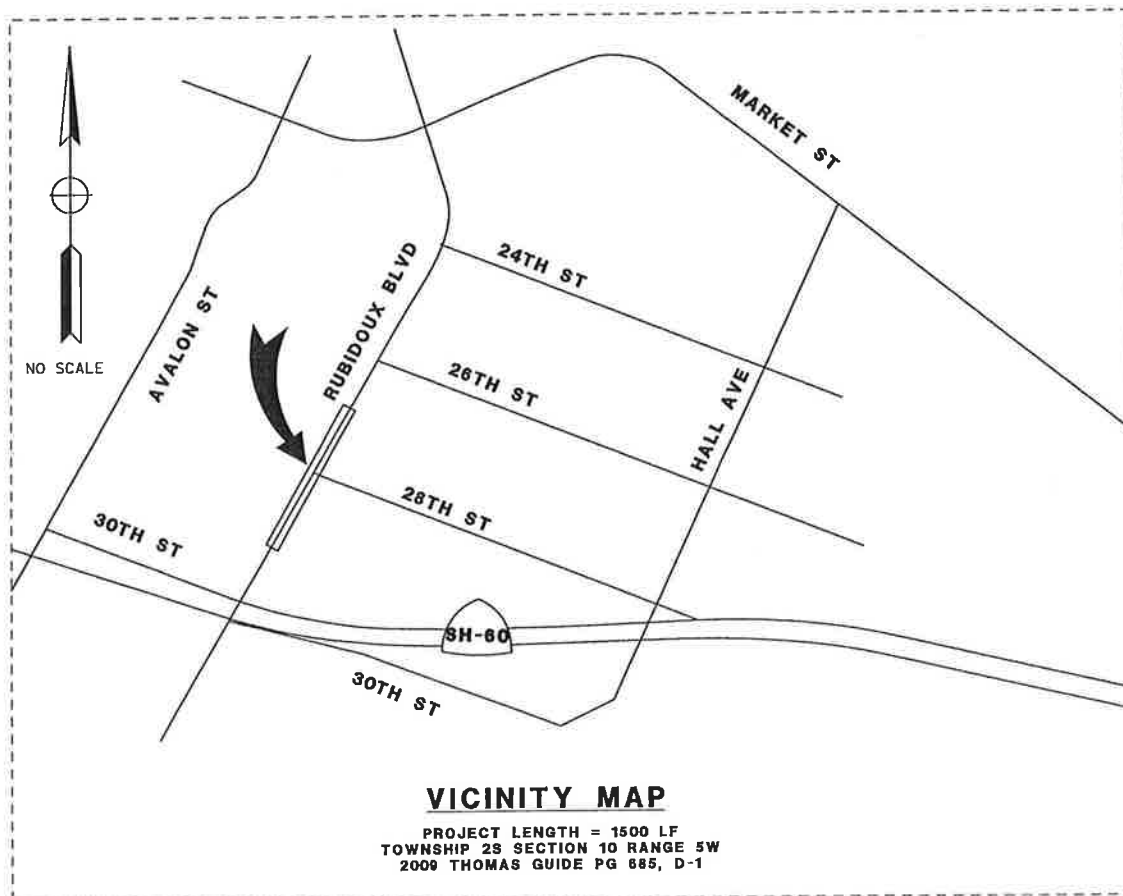 MARKET ST
24TH ST
RUBIDOUX BLVD
AVALON ST
NO SCALE
26TH ST
HALL AVE
28TH ST
30TH ST
SH-60
30TH ST
VICINITY MAP
PROJECT LENGTH = 1500 LF
TOWNSHIP 2S SECTION 10 RANGE 5W
2009 THOMAS GUIDE PG 685, D-1